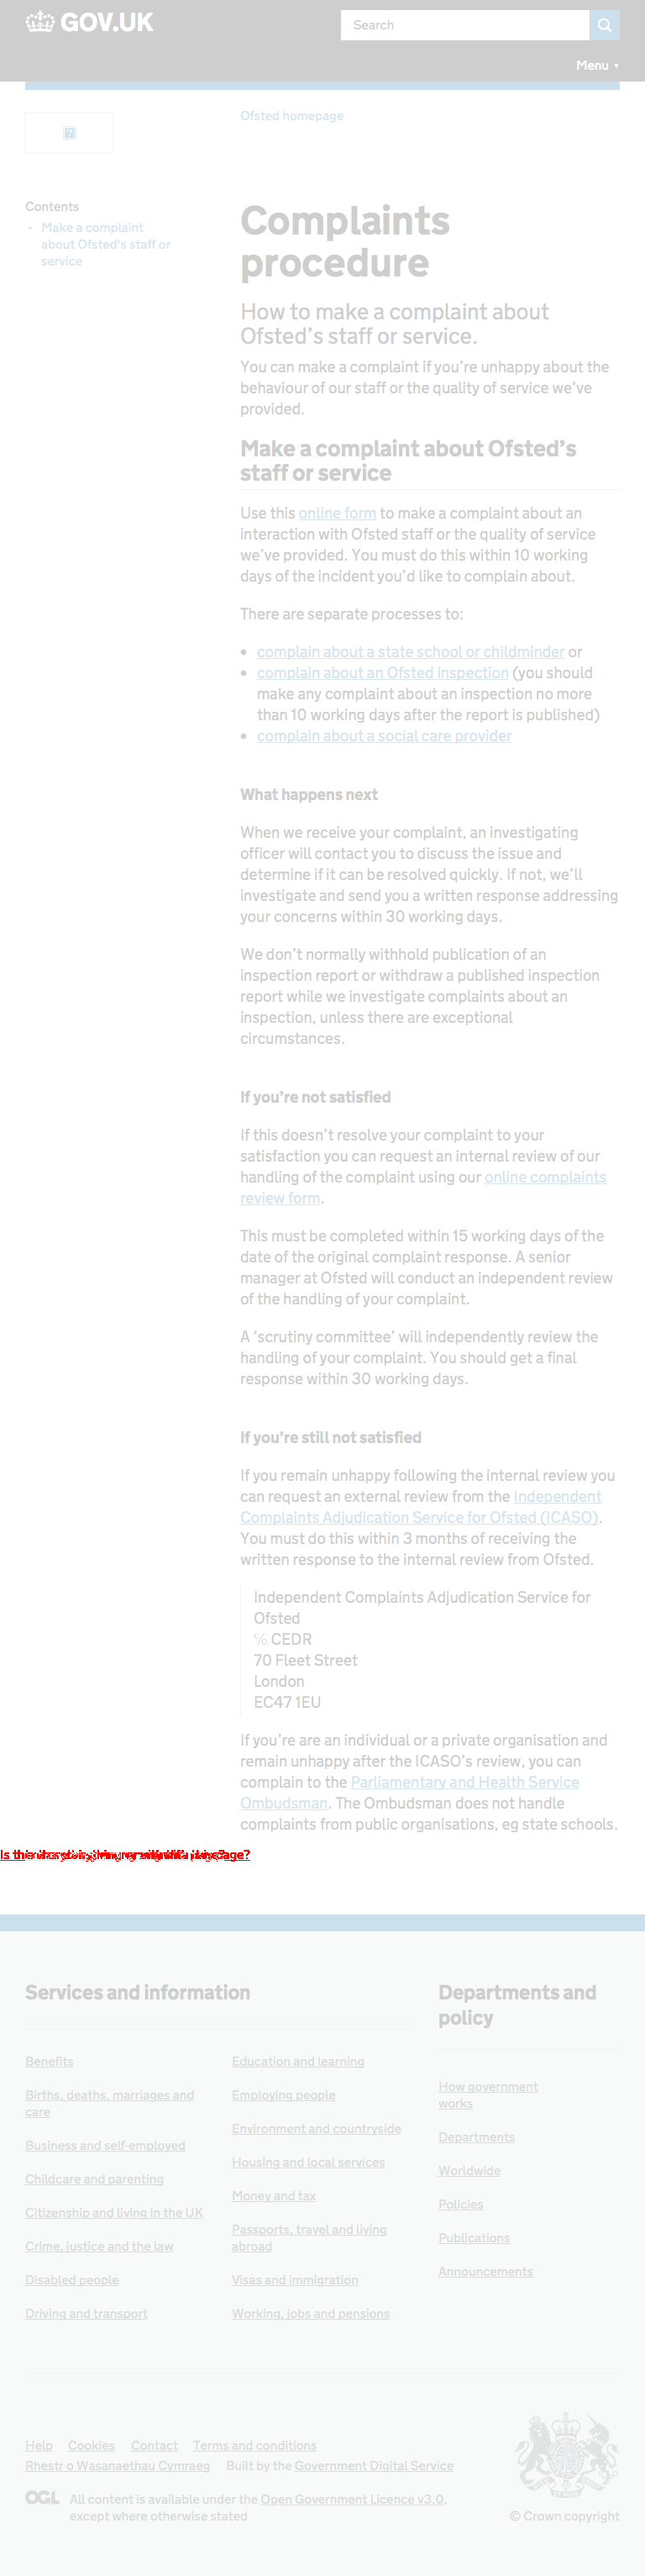 GOV.UK
Search
Menu ▼
Ofsted homepage
Contents
- Make a complaint
about Ofsted's staff or
service
Complaints
procedure
How to make a complaint about
Ofsted's staff or service.
You can make a complaint if you're unhappy about the
behaviour of our staff or the quality of service we've
provided.
Make a complaint about Ofsted's
staff or service
Use this online form to make a complaint about an
interaction with Ofsted staff or the quality of service
we've provided. You must do this within 10 working
days of the incident you'd like to complain about.
There are separate processes to:
• complain about a state school or childminder or
• complain about an Ofsted inspection (you should
make any complaint about an inspection no more
than 10 working days after the report is published)
• complain about a social care provider
What happens next
When we receive your complaint, an investigating
officer will contact you to discuss the issue and
determine if it can be resolved quickly. If not, we'll
investigate and send you a written response addressing
your concerns within 30 working days.
We don't normally withhold publication of an
inspection report or withdraw a published inspection
report while we investigate complaints about an
inspection, unless there are exceptional
circumstances.
If you're not satisfied
If this doesn't resolve your complaint to your
satisfaction you can request an internal review of our
handling of the complaint using our online complaints
review form.
This must be completed within 15 working days of the
date of the original complaint response. A senior
manager at Ofsted will conduct an independent review
of the handling of your complaint.
A 'scrutiny committee' will independently review the
handling of your complaint. You should get a final
response within 30 working days.
If you're still not satisfied
If you remain unhappy following the internal review you
can request an external review from the Independent
Complaints Adjudication Service for Ofsted (ICASO).
You must do this within 3 months of receiving the
written response to the internal review from Ofsted.
Independent Complaints Adjudication Service for
Ofsted
℅ CEDR
70 Fleet Street
London
EC47 1EU
If you're are an individual or a private organisation and
remain unhappy after the ICASO's review, you can
complain to the Parliamentary and Health Service
Ombudsman. The Ombudsman does not handle
complaints from public organisations, eg state schools.
Services and information
Benefits
Births, deaths, marriages and
care
Business and self-employed
Childcare and parenting
Citizenship and living in the UK
Crime, justice and the law
Disabled people
Driving and transport
Education and learning
Employing people
Environment and countryside
Housing and local services
Money and tax
Passports, travel and living
abroad
Visas and immigration
Working, jobs and pensions
Departments and
policy
How government
works
Departments
Worldwide
Policies
Publications
Announcements
Help Cookies Contact Terms and conditions
Rhestr o Wasanaethau Cymraeg Built by the Government Digital Service
OGL All content is available under the Open Government Licence v3.0,
except where otherwise stated
© Crown copyright